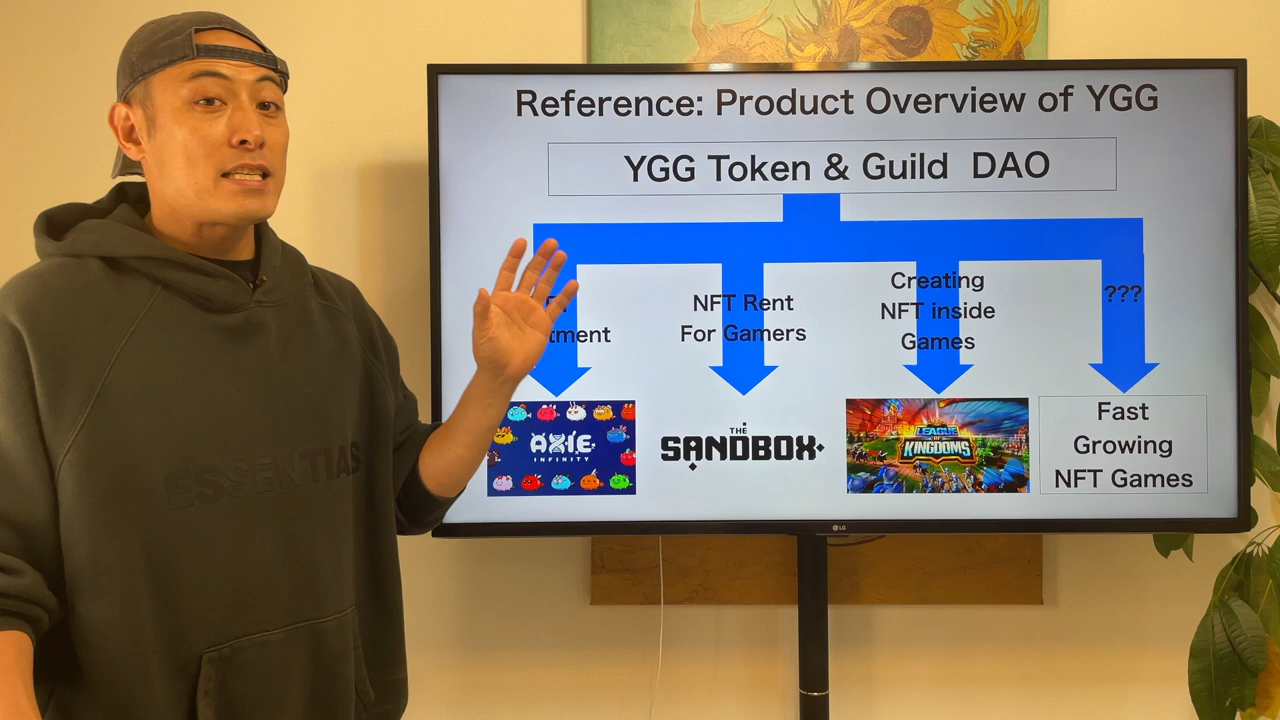 Reference: Product Overview of YGG
YGG Token & Guild DAO
tment
NFT Rent
For Gamers
Creating
NFT inside
Games
???
AXIE
INFINITY
THE
SANDBOX
LEAGUE
OF
KINGDOMS
Fast
Growing
NFT Games
LG